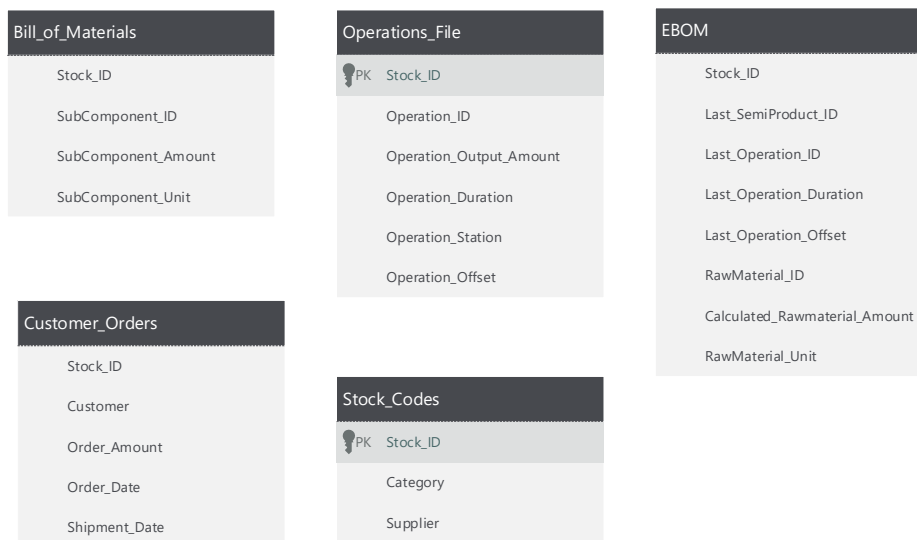 Bill_of_Materials
Stock_ID
SubComponent_ID
SubComponent_Amount
SubComponent_Unit
Operations_File
PK Stock_ID
Operation_ID
Operation_Output_Amount
Operation_Duration
Operation_Station
Operation_Offset
EBOM
Stock_ID
Last_SemiProduct_ID
Last_Operation_ID
Last_Operation_Duration
Last_Operation_Offset
RawMaterial_ID
Calculated_Rawmaterial_Amount
RawMaterial_Unit
Customer_Orders
Stock_ID
Customer
Order_Amount
Order_Date
Shipment_Date
Stock_Codes
PK Stock_ID
Category
Supplier